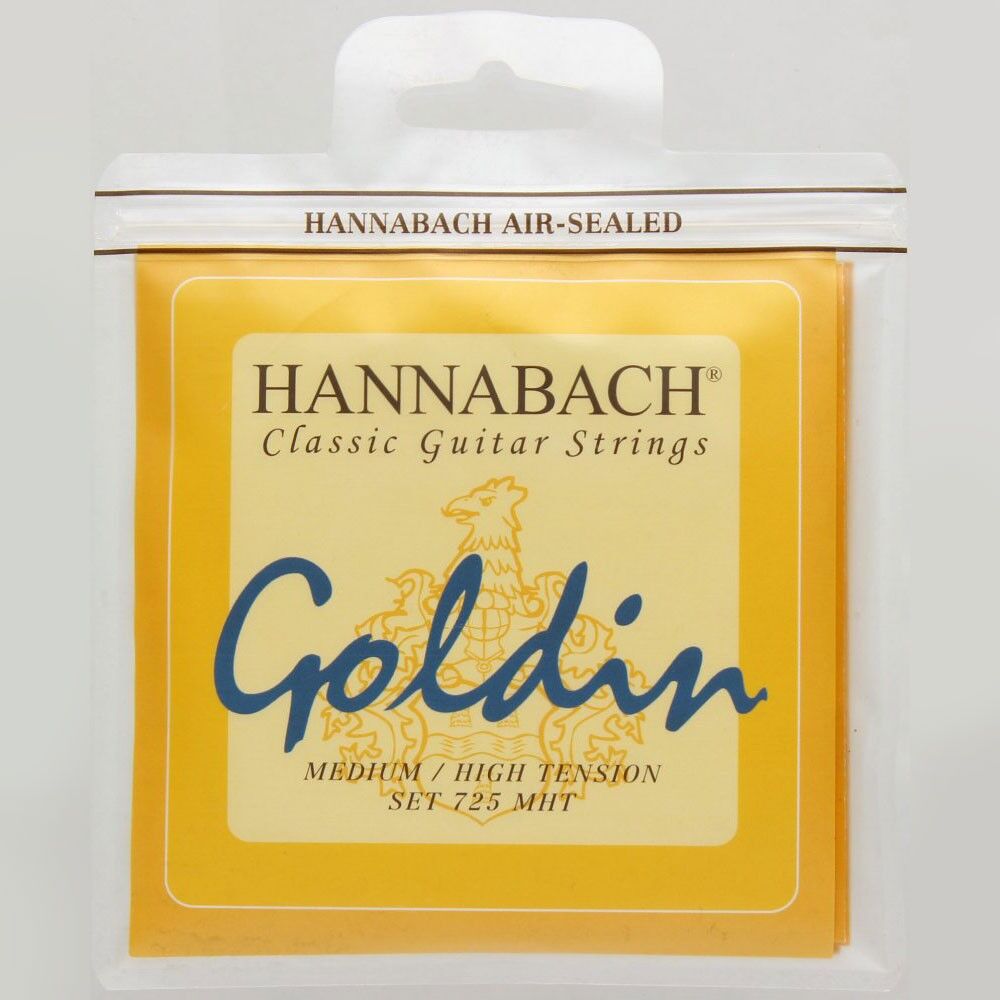 HANNABACH AIR-SEALED
HANNABACH®
Classic Guitar Strings
Goldin
MEDIUM / HIGH TENSION
SET 725 MHT